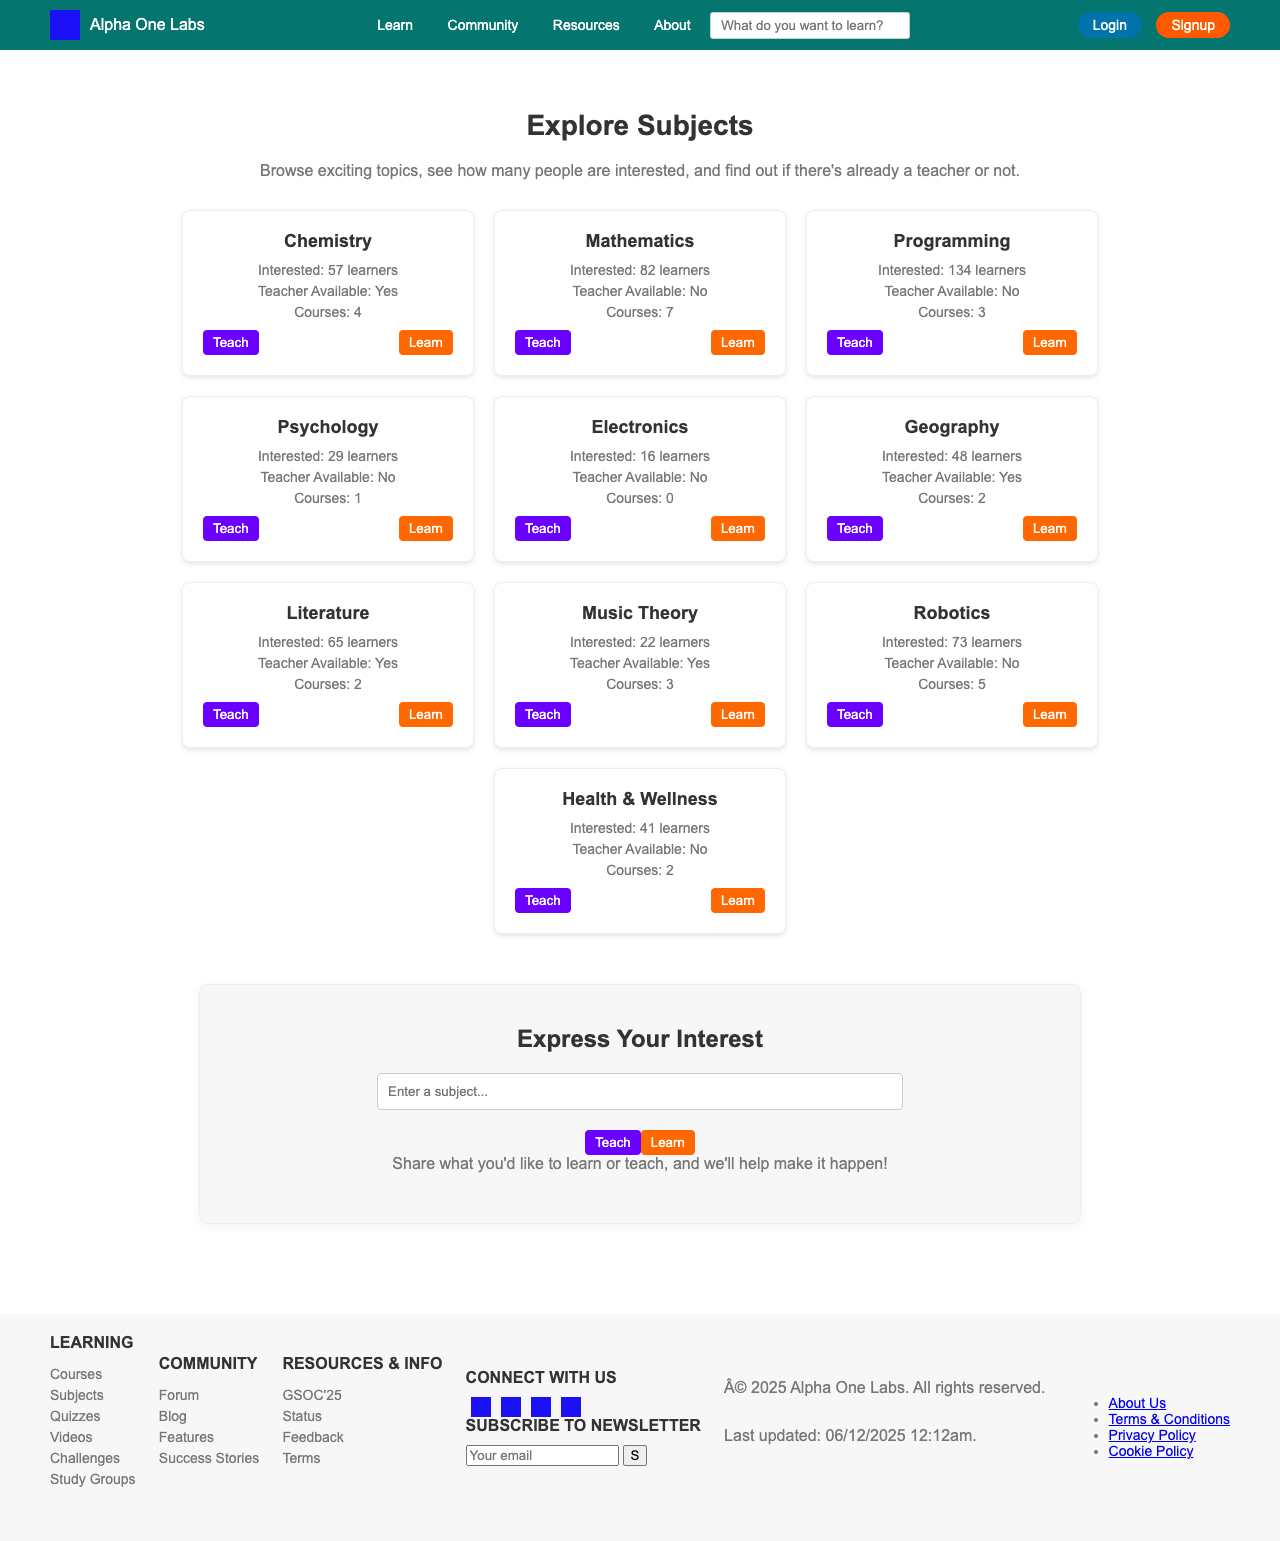 Alpha One Labs
Learn
Community
Resources
About
What do you want to learn?
Login
Signup
Explore Subjects
Browse exciting topics, see how many people are interested, and find out if there's already a teacher or not.
Chemistry
Interested: 57 learners
Teacher Available: Yes
Courses: 4
Teach
Learn
Mathematics
Interested: 82 learners
Teacher Available: No
Courses: 7
Teach
Learn
Programming
Interested: 134 learners
Teacher Available: No
Courses: 3
Teach
Learn
Psychology
Interested: 29 learners
Teacher Available: No
Courses: 1
Teach
Learn
Electronics
Interested: 16 learners
Teacher Available: No
Courses: 0
Teach
Learn
Geography
Interested: 48 learners
Teacher Available: Yes
Courses: 2
Teach
Learn
Literature
Interested: 65 learners
Teacher Available: Yes
Courses: 2
Teach
Learn
Music Theory
Interested: 22 learners
Teacher Available: Yes
Courses: 3
Teach
Learn
Robotics
Interested: 73 learners
Teacher Available: No
Courses: 5
Teach
Learn
Health & Wellness
Interested: 41 learners
Teacher Available: No
Courses: 2
Teach
Learn
Express Your Interest
Enter a subject...
Teach
Learn
Share what you'd like to learn or teach, and we'll help make it happen!
LEARNING
Courses
Subjects
Quizzes
Videos
Challenges
Study Groups
COMMUNITY
Forum
Blog
Features
Success Stories
RESOURCES & INFO
GSOC'25
Status
Feedback
Terms
CONNECT WITH US
SUBSCRIBE TO NEWSLETTER
Your email
S
Â© 2025 Alpha One Labs. All rights reserved.
Last updated: 06/12/2025 12:12am.
About Us
Terms & Conditions
Privacy Policy
Cookie Policy